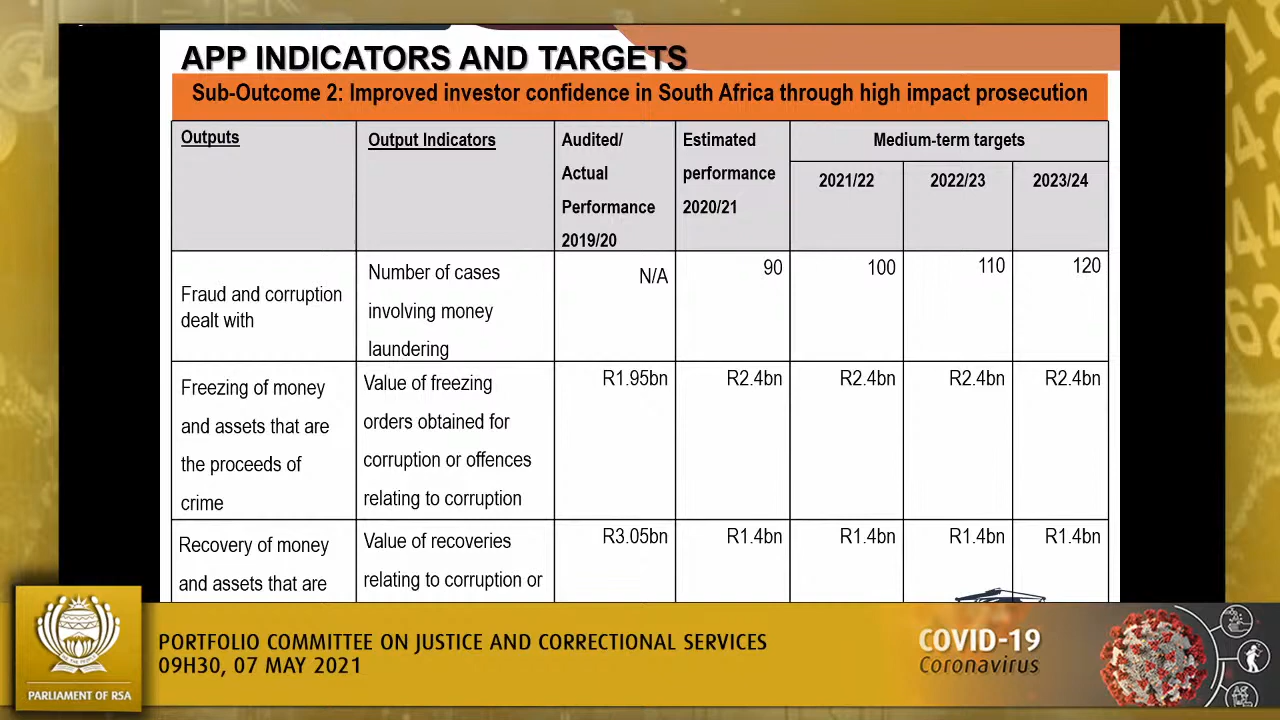 APP INDICATORS AND TARGETS
Sub-Outcome 2: Improved investor confidence in South Africa through high impact prosecution
Outputs
Output Indicators
Audited/
Actual
Performance
2019/20
Estimated
performance
2020/21
Medium-term targets
2021/22
2022/23
2023/24
Fraud and corruption
dealt with
Number of cases
involving money
laundering
N/A
90
100
110
120
Freezing of money
and assets that are
the proceeds of
crime
Value of freezing
orders obtained for
corruption or offences
relating to corruption
R1.95bn
R2.4bn
R2.4bn
R2.4bn
R2.4bn
Recovery of money
and assets that are
Value of recoveries
relating to corruption or
R3.05bn
R1.4bn
R1.4bn
R1.4bn
R1.4bn
PARLIAMENT OF RSA
PORTFOLIO COMMITTEE ON JUSTICE AND CORRECTIONAL SERVICES
09H30, 07 MAY 2021
COVID-19
Coronavirus